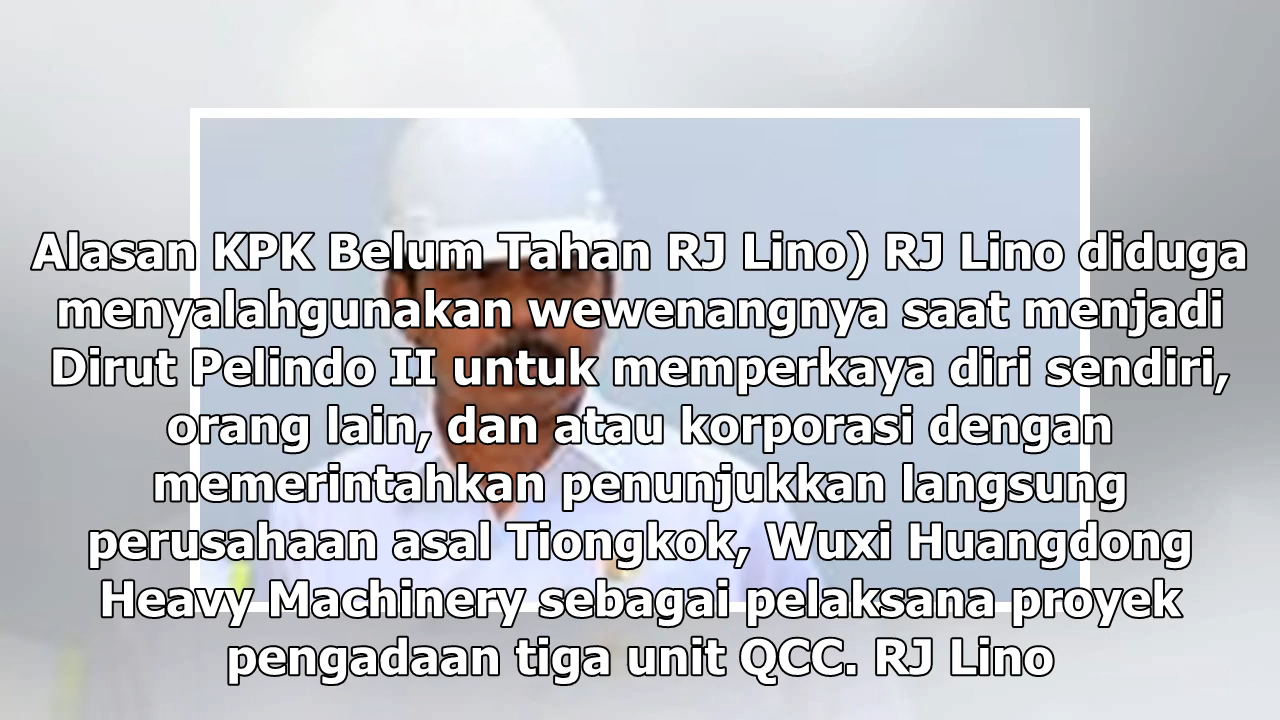 Alasan KPK Belum Tahan RJ Lino) RJ Lino diduga
menyalahgunakan wewenangnya saat menjadi
Dirut Pelindo II untuk memperkaya diri sendiri,
orang lain, dan atau korporasi dengan
memerintahkan penunjukkan langsung
perusahaan asal Tiongkok, Wuxi Huangdong
Heavy Machinery sebagai pelaksana proyek
pengadaan tiga unit QCC. RJ Lino